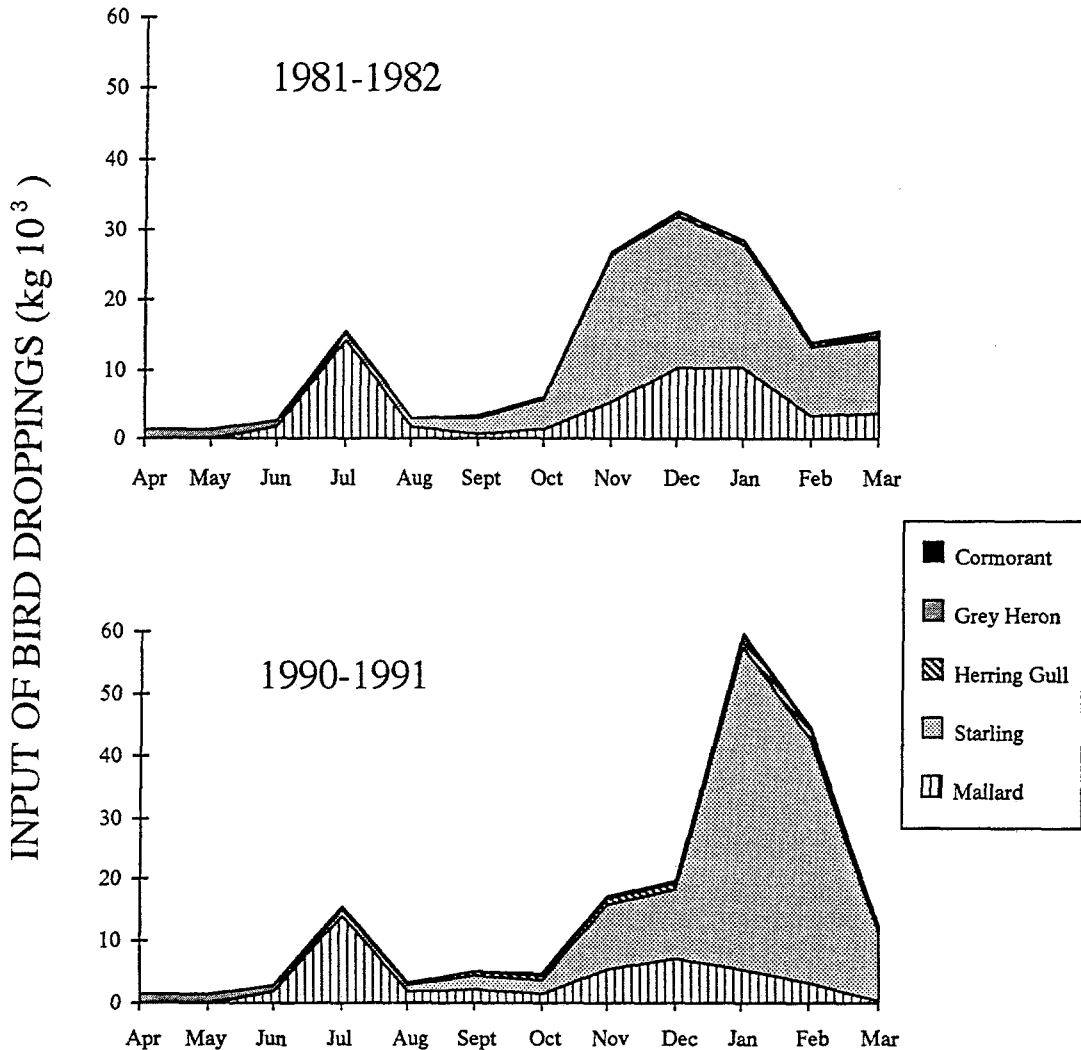 INPUT OF BIRD DROPPINGS (kg 10³ )
60
50
40
30
20
10
0
1981-1982
Apr May Jun Jul Aug Sept Oct Nov Dec Jan Feb Mar
60
50
40
30
20
10
0
1990-1991
Apr May Jun Jul Aug Sept Oct Nov Dec Jan Feb Mar
Cormorant
Grey Heron
Herring Gull
Starling
Mallard